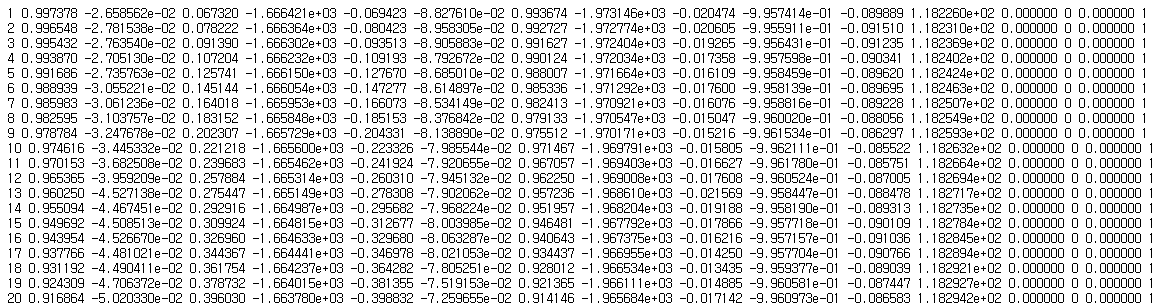 1 0.997378 -2.658562e-02 0.067320 -1.666421e+03 -0.069423 -8.827610e-02 0.993674 -1.973146e+03 -0.020474 -9.957414e-01 -0.089889 1.182260e+02 0.000000 0 0.000000 1
2 0.996548 -2.781538e-02 0.078222 -1.666364e+03 -0.080423 -8.958305e-02 0.992727 -1.972774e+03 -0.020605 -9.955911e-01 -0.091510 1.182310e+02 0.000000 0 0.000000 1
3 0.995432 -2.763540e-02 0.091390 -1.666302e+03 -0.093513 -8.905883e-02 0.991627 -1.972404e+03 -0.019265 -9.956431e-01 -0.091235 1.182369e+02 0.000000 0 0.000000 1
4 0.993870 -2.705130e-02 0.107204 -1.666232e+03 -0.109193 -8.792672e-02 0.990124 -1.972034e+03 -0.017358 -9.957598e-01 -0.090341 1.182402e+02 0.000000 0 0.000000 1
5 0.991686 -2.735763e-02 0.125741 -1.666150e+03 -0.127670 -8.685010e-02 0.988007 -1.971664e+03 -0.016109 -9.958459e-01 -0.089620 1.182424e+02 0.000000 0 0.000000 1
6 0.988939 -3.055221e-02 0.145144 -1.666054e+03 -0.147277 -8.614897e-02 0.985336 -1.971292e+03 -0.017600 -9.958139e-01 -0.089695 1.182463e+02 0.000000 0 0.000000 1
7 0.985983 -3.061236e-02 0.164018 -1.665953e+03 -0.166073 -8.534149e-02 0.982413 -1.970921e+03 -0.016076 -9.958816e-01 -0.089228 1.182507e+02 0.000000 0 0.000000 1
8 0.982595 -3.103757e-02 0.183152 -1.665848e+03 -0.185153 -8.376842e-02 0.979133 -1.970547e+03 -0.015047 -9.960020e-01 -0.088056 1.182549e+02 0.000000 0 0.000000 1
9 0.978784 -3.247678e-02 0.202307 -1.665729e+03 -0.204331 -8.138890e-02 0.975512 -1.970171e+03 -0.015216 -9.961534e-01 -0.086297 1.182593e+02 0.000000 0 0.000000 1
10 0.974616 -3.445332e-02 0.221218 -1.665600e+03 -0.223326 -7.985544e-02 0.971467 -1.969791e+03 -0.015805 -9.962111e-01 -0.085522 1.182632e+02 0.000000 0 0.000000 1
11 0.970153 -3.682508e-02 0.239683 -1.665462e+03 -0.241924 -7.920655e-02 0.967057 -1.969403e+03 -0.016627 -9.961780e-01 -0.085751 1.182664e+02 0.000000 0 0.000000 1
12 0.965365 -3.959209e-02 0.257884 -1.665314e+03 -0.260310 -7.945132e-02 0.962250 -1.969008e+03 -0.017608 -9.960524e-01 -0.087005 1.182694e+02 0.000000 0 0.000000 1
13 0.960250 -4.527138e-02 0.275447 -1.665149e+03 -0.278308 -7.902062e-02 0.957236 -1.968610e+03 -0.021569 -9.958447e-01 -0.088478 1.182717e+02 0.000000 0 0.000000 1
14 0.955094 -4.467451e-02 0.292916 -1.664987e+03 -0.295682 -7.968224e-02 0.951957 -1.968204e+03 -0.019188 -9.958190e-01 -0.089313 1.182735e+02 0.000000 0 0.000000 1
15 0.949692 -4.508513e-02 0.309924 -1.664815e+03 -0.312677 -8.003985e-02 0.946481 -1.967792e+03 -0.017866 -9.957718e-01 -0.090109 1.182784e+02 0.000000 0 0.000000 1
16 0.943954 -4.526670e-02 0.326960 -1.664633e+03 -0.329680 -8.063287e-02 0.940643 -1.967375e+03 -0.016216 -9.957157e-01 -0.091036 1.182845e+02 0.000000 0 0.000000 1
17 0.937766 -4.481021e-02 0.344367 -1.664441e+03 -0.346978 -8.021053e-02 0.934437 -1.966955e+03 -0.014250 -9.957704e-01 -0.090766 1.182894e+02 0.000000 0 0.000000 1
18 0.931192 -4.490411e-02 0.361754 -1.664237e+03 -0.364282 -7.805251e-02 0.928012 -1.966534e+03 -0.013435 -9.959377e-01 -0.089039 1.182921e+02 0.000000 0 0.000000 1
19 0.924309 -4.706372e-02 0.378732 -1.664015e+03 -0.381355 -7.519153e-02 0.921365 -1.966111e+03 -0.014885 -9.960581e-01 -0.087447 1.182927e+02 0.000000 0 0.000000 1
20 0.916864 -5.020330e-02 0.396030 -1.663780e+03 -0.398832 -7.259655e-02 0.914146 -1.965684e+03 -0.017142 -9.960973e-01 -0.086583 1.182942e+02 0.000000 0 0.000000 1